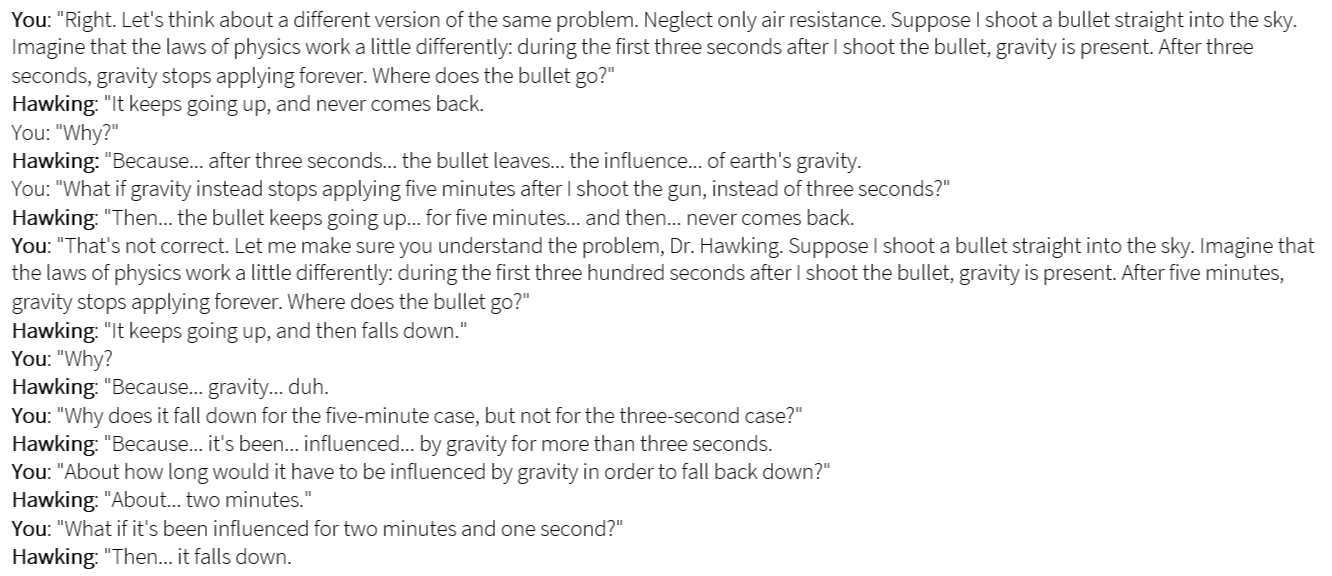 You: "Right. Let's think about a different version of the same problem. Neglect only air resistance. Suppose I shoot a bullet straight into the sky.
Imagine that the laws of physics work a little differently: during the first three seconds after I shoot the bullet, gravity is present. After three
seconds, gravity stops applying forever. Where does the bullet go?"
Hawking: "It keeps going up, and never comes back.
You: "Why?"
Hawking: "Because... after three seconds... the bullet leaves... the influence... of earth's gravity.
You: "What if gravity instead stops applying five minutes after I shoot the gun, instead of three seconds?"
Hawking: "Then... the bullet keeps going up... for five minutes... and then... never comes back.
You: "That's not correct. Let me make sure you understand the problem, Dr. Hawking. Suppose I shoot a bullet straight into the sky. Imagine that
the laws of physics work a little differently: during the first three hundred seconds after I shoot the bullet, gravity is present. After five minutes,
gravity stops applying forever. Where does the bullet go?"
Hawking: "It keeps going up, and then falls down."
You: "Why?
Hawking: "Because... gravity... duh.
You: "Why does it fall down for the five-minute case, but not for the three-second case?"
Hawking: "Because... it's been... influenced... by gravity for more than three seconds.
You: "About how long would it have to be influenced by gravity in order to fall back down?"
Hawking: "About... two minutes."
You: "What if it's been influenced for two minutes and one second?"
Hawking: "Then... it falls down.